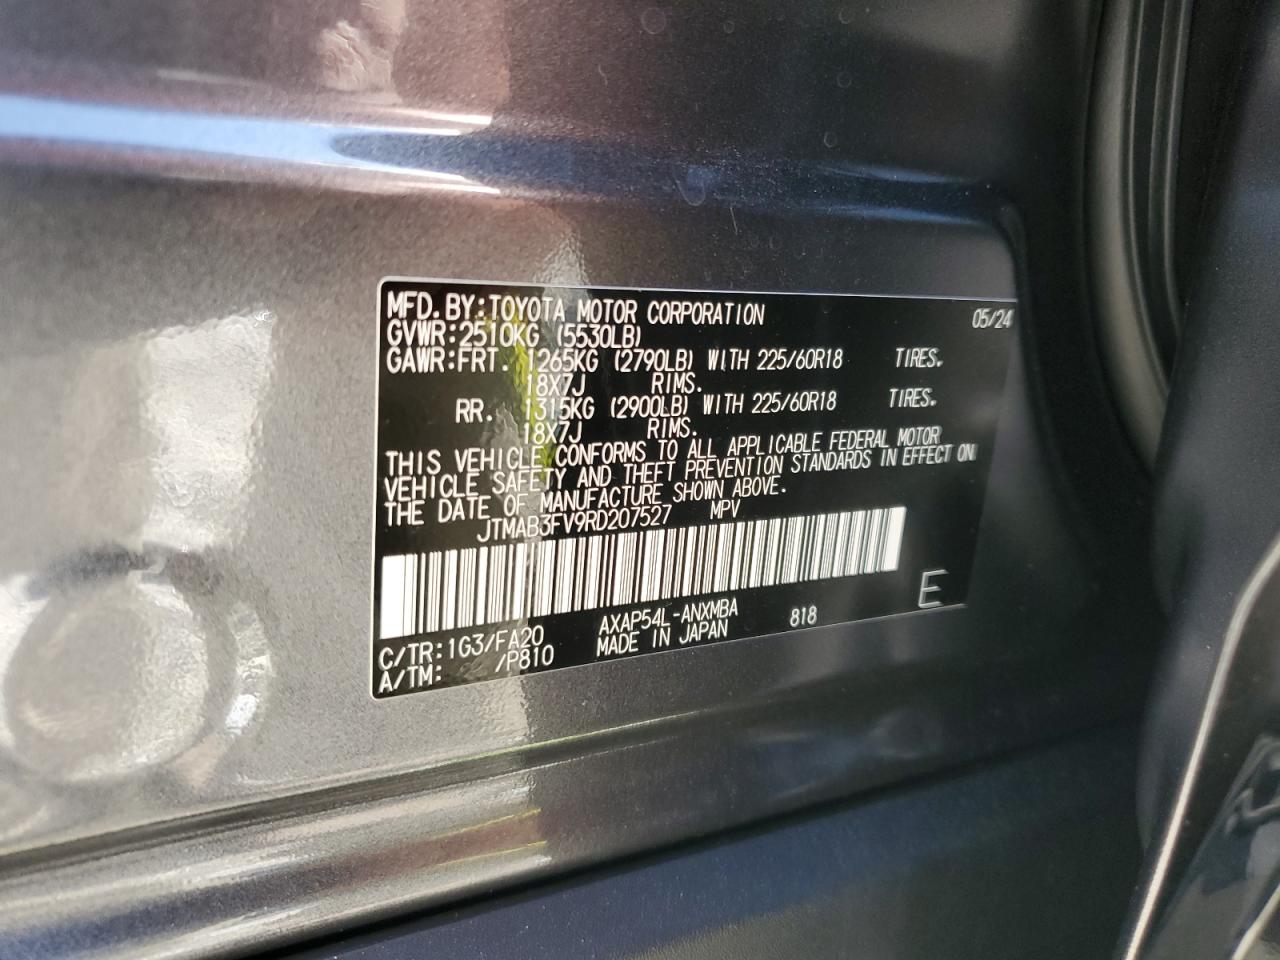 MFD.BY:TOYOTA MOTOR CORPORATION 05/24
GVWR:2510KG (5530LB)
GAWR:FRT. 1265KG (2790LB) WITH 225/60R18 TIRES.
18X7J RIMS.
RR. 1315KG (2900LB) WITH 225/60R18 TIRES.
18X7J RIMS.
THIS VEHICLE CONFORMS TO ALL APPLICABLE FEDERAL MOTOR
VEHICLE SAFETY AND THEFT PREVENTION STANDARDS IN EFFECT ON
THE DATE OF MANUFACTURE SHOWN ABOVE.
JTMAB3FV9RD207527 MPV
C/TR:1G3/FA20 AXAP54L-ANXMBA 818 E
A/TM: /P810 MADE IN JAPAN